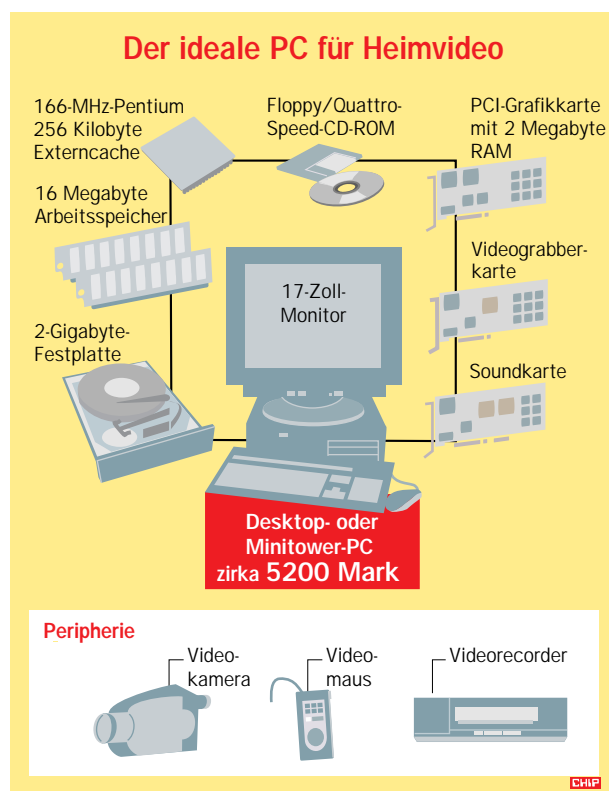 Der ideale PC für Heimvideo
166-MHz-Pentium
256 Kilobyte
Externcache
Floppy/Quattro-
Speed-CD-ROM
PCI-Grafikkarte
mit 2 Megabyte
RAM
16 Megabyte
Arbeitsspeicher
17-Zoll-
Monitor
Videograbber-
karte
2-Gigabyte-
Festplatte
Soundkarte
Desktop- oder
Minitower-PC
zirka 5200 Mark
Peripherie
Video-
kamera
Video-
maus
Videorecorder
CHIP